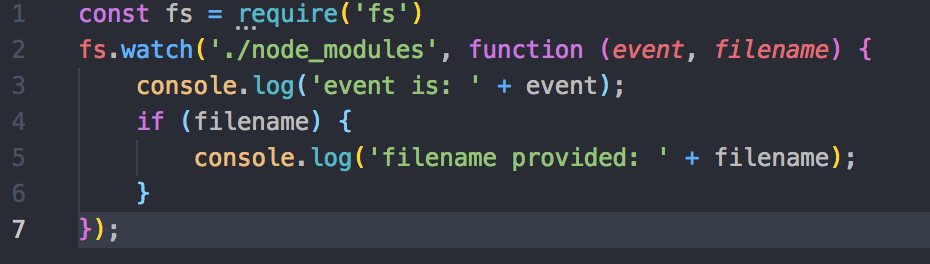 1 const fs = require('fs')
2 fs.watch('./node_modules', function (event, filename) {
3 console.log('event is: ' + event);
4 if (filename) {
5 console.log('filename provided: ' + filename);
6 }
7 });